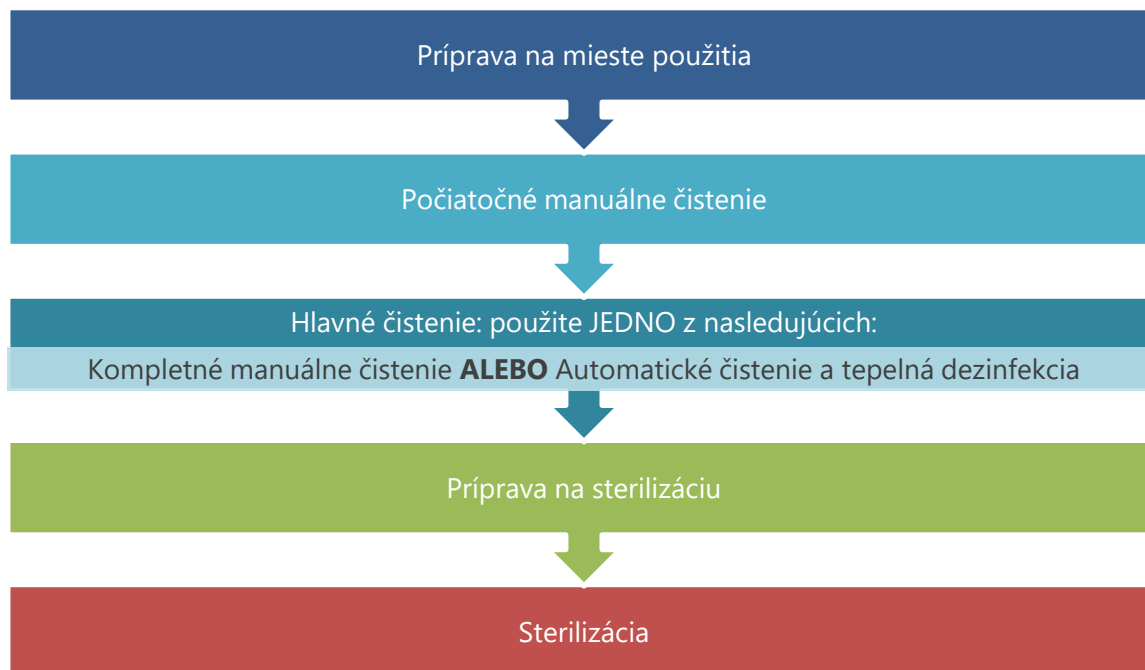 Príprava na mieste použitia
Počiatočné manuálne čistenie
Hlavné čistenie: použite JEDNO z nasledujúcich:
Kompletné manuálne čistenie ALEBO Automatické čistenie a tepelná dezinfekcia
Príprava na sterilizáciu
Sterilizácia